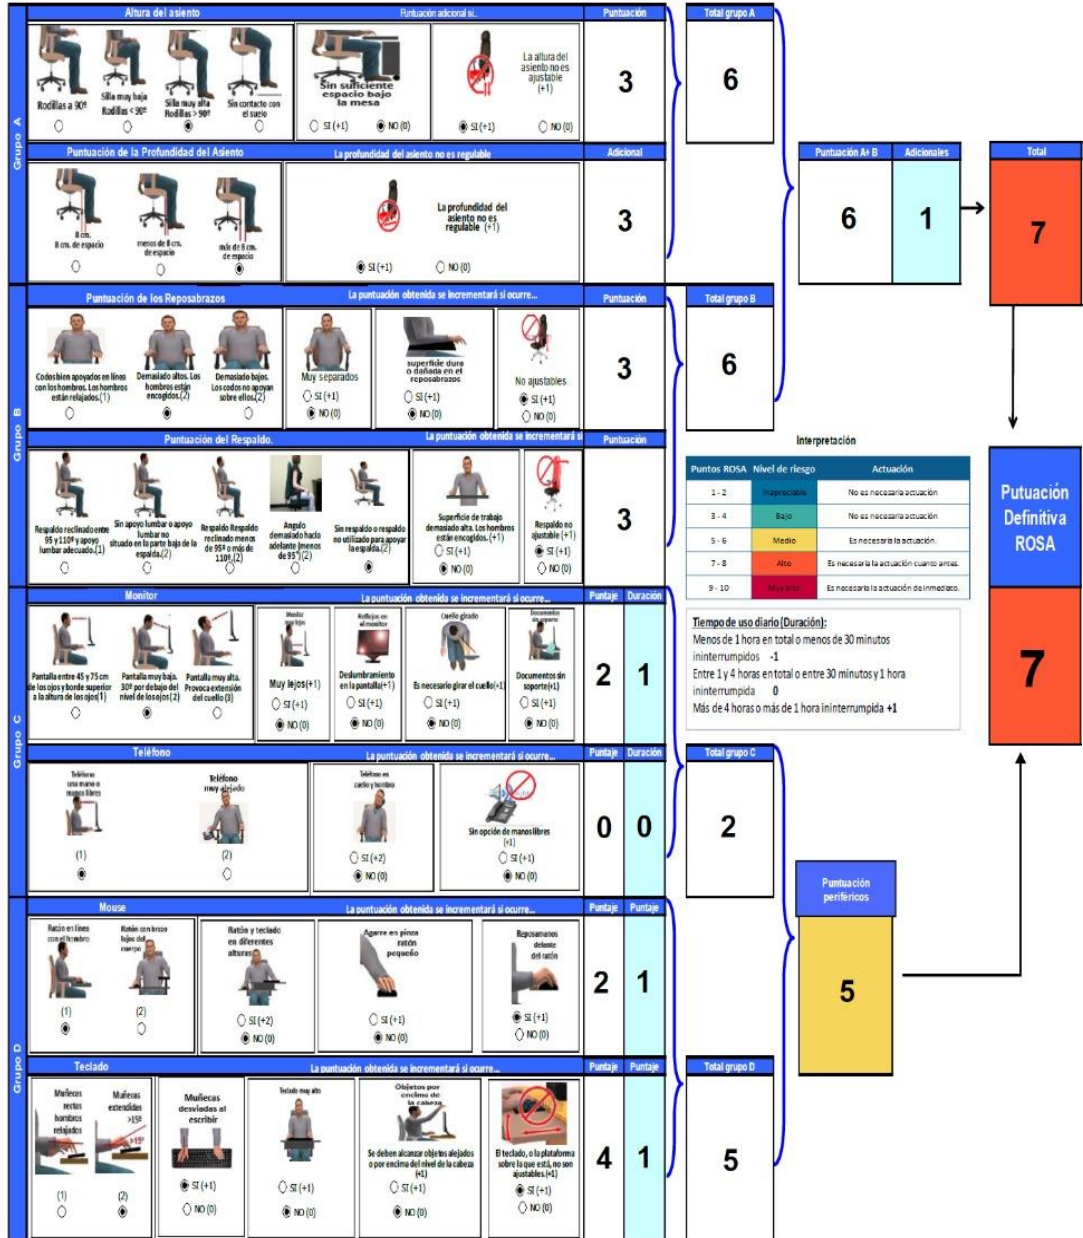 Grupo A
Altura del asiento
Puntuación adicional si..
Puntuación
Total grupo A
Rodillas a 90º
Silla muy baja
Rodillas < 90º
Silla muy alta
Rodillas > 90º
Sin contacto con
el suelo
Sin suficiente
espacio bajo
la mesa
SI (+1)
NO (0)
La altura del
asiento no es
ajustable
(+1)
SI (+1)
NO (0)
3
6
Puntuación de la Profundidad del Asiento
La profundidad del asiento no es regulable
Adicional
8 cm.
8 cm. de espacio
menos de 8 cm.
de espacio
más de 8 cm.
de espacio
La profundidad del
asiento no es
regulable (+1)
SI (+1)
NO (0)
3
Puntuación A+ B
Adicionales
Total
6
1
7
Grupo B
Puntuación de los Reposabrazos
La puntuación obtenida se incrementará si ocurre...
Puntuación
Total grupo B
Codos bien apoyados en línea
con los hombros. Los hombros
están relajados.(1)
Demasiado altos. Los
hombros están
encogidos.(2)
Demasiado bajos.
Los codos no apoyan
sobre ellos.(2)
Muy separados
SI (+1)
NO (0)
superficie dura
o dañada en el
reposabrazos
SI (+1)
NO (0)
No ajustables
SI (+1)
NO (0)
3
6
Puntuación del Respaldo.
La puntuación obtenida se incrementará si
Puntuación
Respaldo reclinado entre
95 y 110º y apoyo
lumbar adecuado.(1)
Sin apoyo lumbar o apoyo
lumbar no
situado en la parte baja de la
espalda.(2)
Respaldo Respaldo
reclinado menos
de 95º o más de
110º.(2)
Angulo
demasiado hacia
adelante (menos
de 95º)(2)
Sin respaldo o respaldo
no utilizado para apoyar
la espalda.(2)
Superficie de trabajo
demasiado alta. Los hombros
están encogidos. (+1)
SI (+1)
NO (0)
Respaldo no
ajustable (+1)
SI (+1)
NO (0)
3
Interpretación
Puntos ROSA
Nivel de riesgo
Actuación
1 - 2
Inapreciable
No es necesaria actuación
3 - 4
Bajo
No es necesaria actuación
5 - 6
Medio
Es necesaria la actuación.
7 - 8
Alto
Es necesaria la actuación cuanto antes.
9 - 10
Muy alto
Es necesaria la actuación de inmediato.
Putuación
Definitiva
ROSA
7
Tiempo de uso diario (Duración):
Menos de 1 hora en total o menos de 30 minutos
ininterrumpidos -1
Entre 1 y 4 horas en total o entre 30 minutos y 1 hora
ininterrumpida 0
Más de 4 horas o más de 1 hora ininterrumpida +1
Grupo C
Monitor
La puntuación obtenida se incrementará si ocurre...
Puntaje
Duración
Pantalla entre 45 y 75 cm
de los ojos y borde superior
a la altura de los ojos(1)
Pantalla muy baja.
30º por debajo del
nivel de los ojos (2)
Pantalla muy alta.
Provoca extensión
del cuello (3)
Monitor
muy lejos
Muy lejos(+1)
SI (+1)
NO (0)
Reflejos en
el monitor
Deslumbramiento
en la pantalla(+1)
SI (+1)
NO (0)
Cuello girado
Es necesario girar el cuello(+1)
SI (+1)
NO (0)
Documentos
sin soporte
Documentos sin
soporte(+1)
SI (+1)
NO (0)
2
1
Teléfono
La puntuación obtenida se incrementará si ocurre...
Puntaje
Duración
Total grupo C
Teléfono
una mano o
manos libres
(1)
Teléfono
muy alejado
(2)
Teléfono en
cuello y hombro
SI (+2)
NO (0)
Sin opción de manos libres
(+1)
SI (+1)
NO (0)
0
0
2
Puntuación
periféricos
5
Grupo D
Mouse
La puntuación obtenida se incrementará si ocurre...
Puntaje
Puntaje
Ratón en línea
con el hombro
(1)
Ratón con brazo
lejos del
cuerpo
(2)
Ratón y teclado
en diferentes
alturas
SI (+2)
NO (0)
Agarre en pinza
ratón
pequeño
SI (+1)
NO (0)
Reposamanos
delante
del ratón
SI (+1)
NO (0)
2
1
Teclado
La puntuación obtenida se incrementará si ocurre...
Puntaje
Puntaje
Total grupo D
Muñecas
rectas
hombros
relajados
(1)
Muñecas
extendidas
>15º
>15º
(2)
Muñecas
desviadas al
escribir
SI (+1)
NO (0)
Teclado muy alto
SI (+1)
NO (0)
Objetos por
encima de
la cabeza
Se deben alcanzar objetos alejados
o por encima del nivel de la cabeza
(+1)
SI (+1)
NO (0)
El teclado, o la plataforma
sobre la que está, no son
ajustables.(+1)
SI (+1)
NO (0)
4
1
5